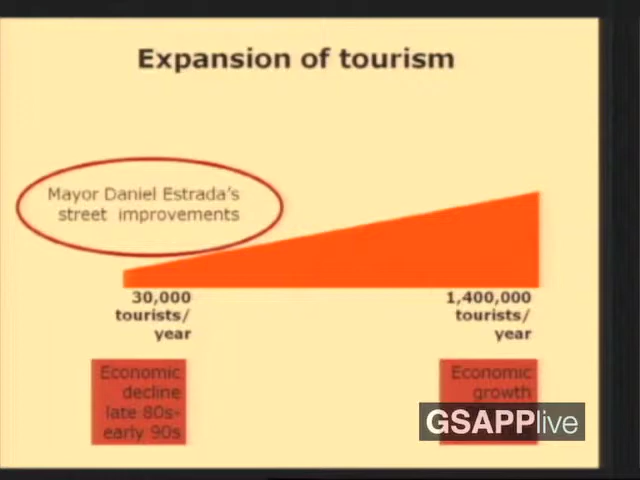 Expansion of tourism
Mayor Daniel Estrada's
street improvements
30,000
tourists/
year
1,400,000
tourists/
year
Economic
decline
late 80s-
early 90s
Economic
growth
GSAPPlive